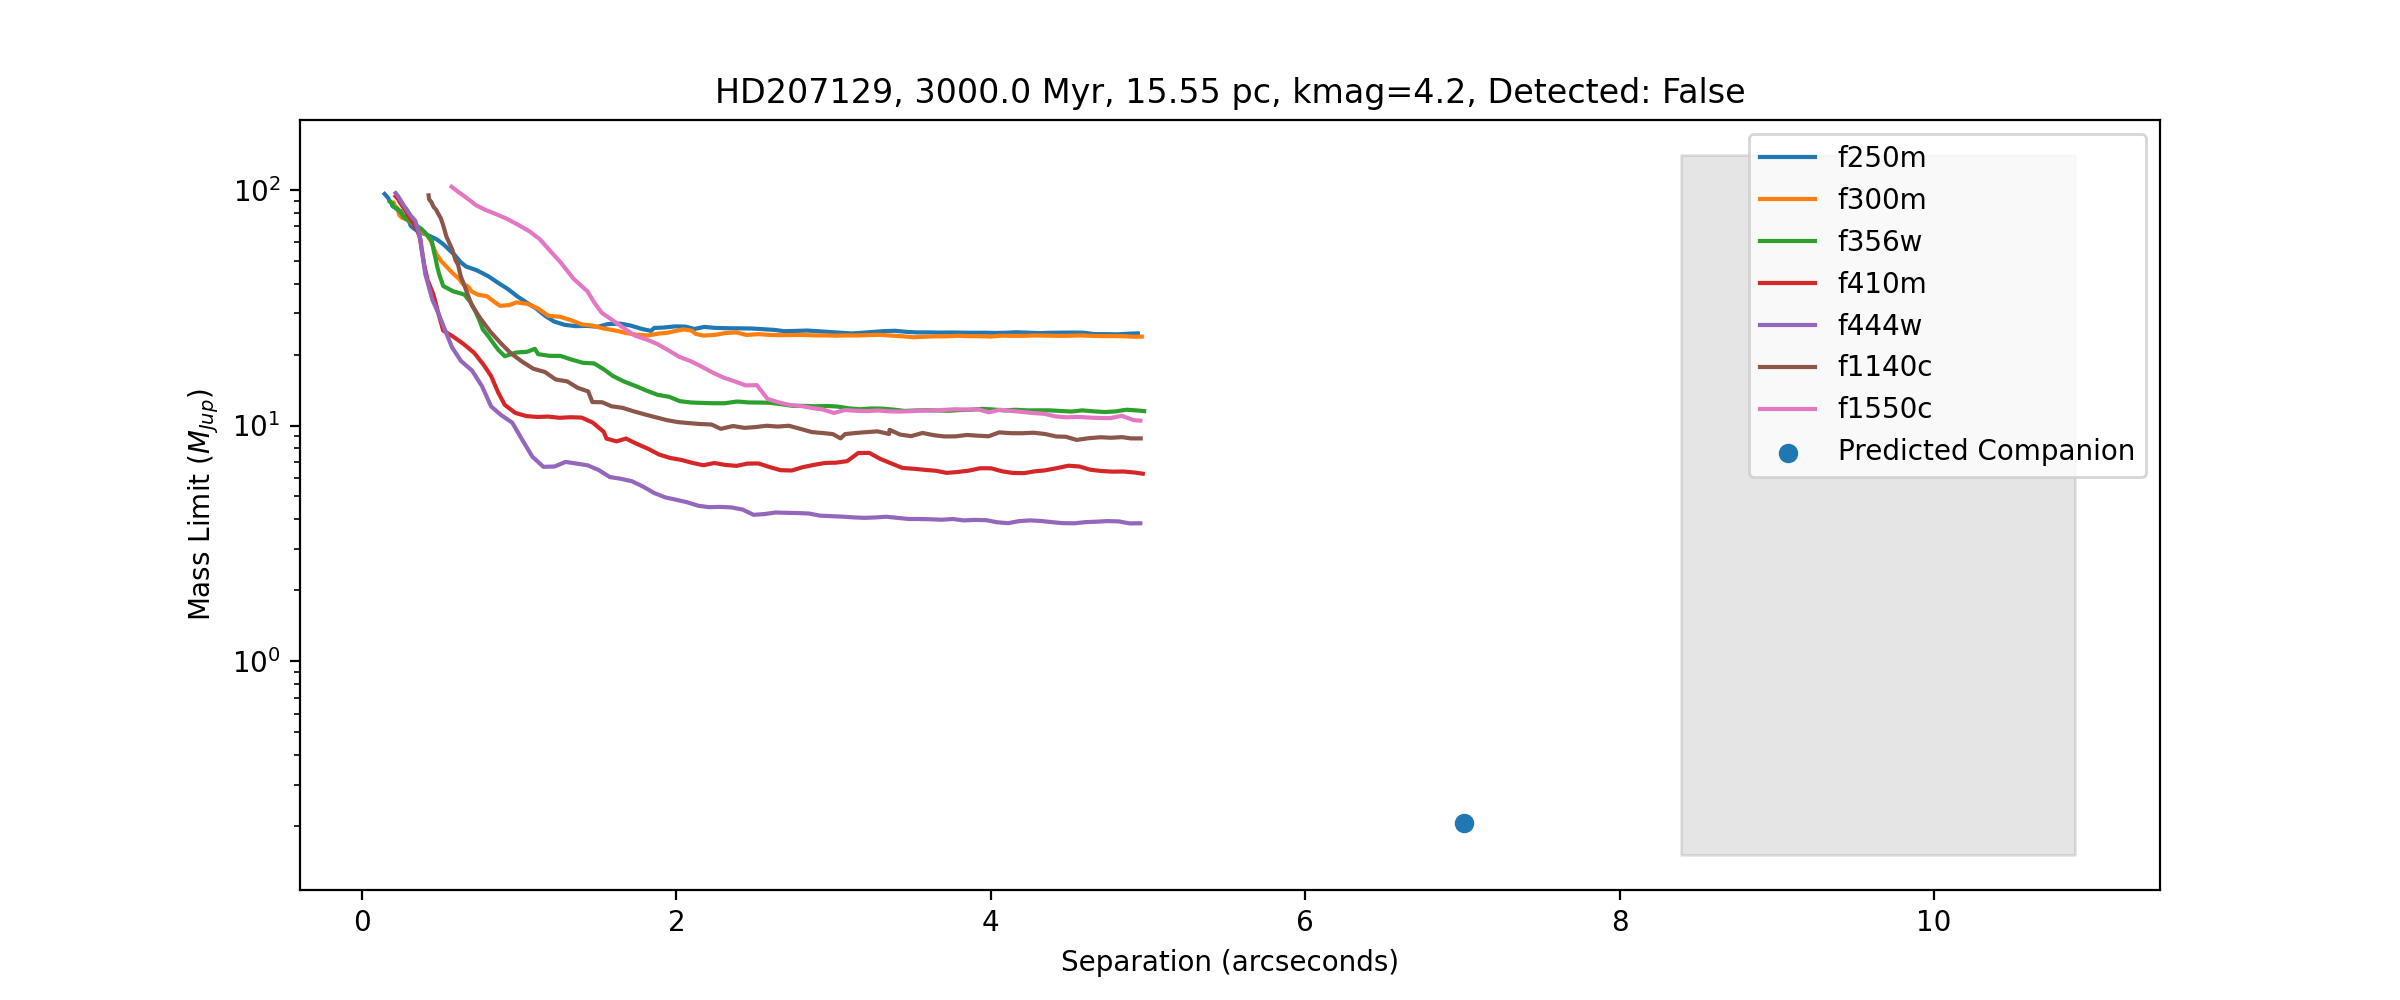 HD207129, 3000.0 Myr, 15.55 pc, kmag=4.2, Detected: False
f250m
f300m
f356w
f410m
f444w
f1140c
f1550c
Predicted Companion
10²
10¹
10⁰
Mass Limit (M_Jup)
0 2 4 6 8 10
Separation (arcseconds)